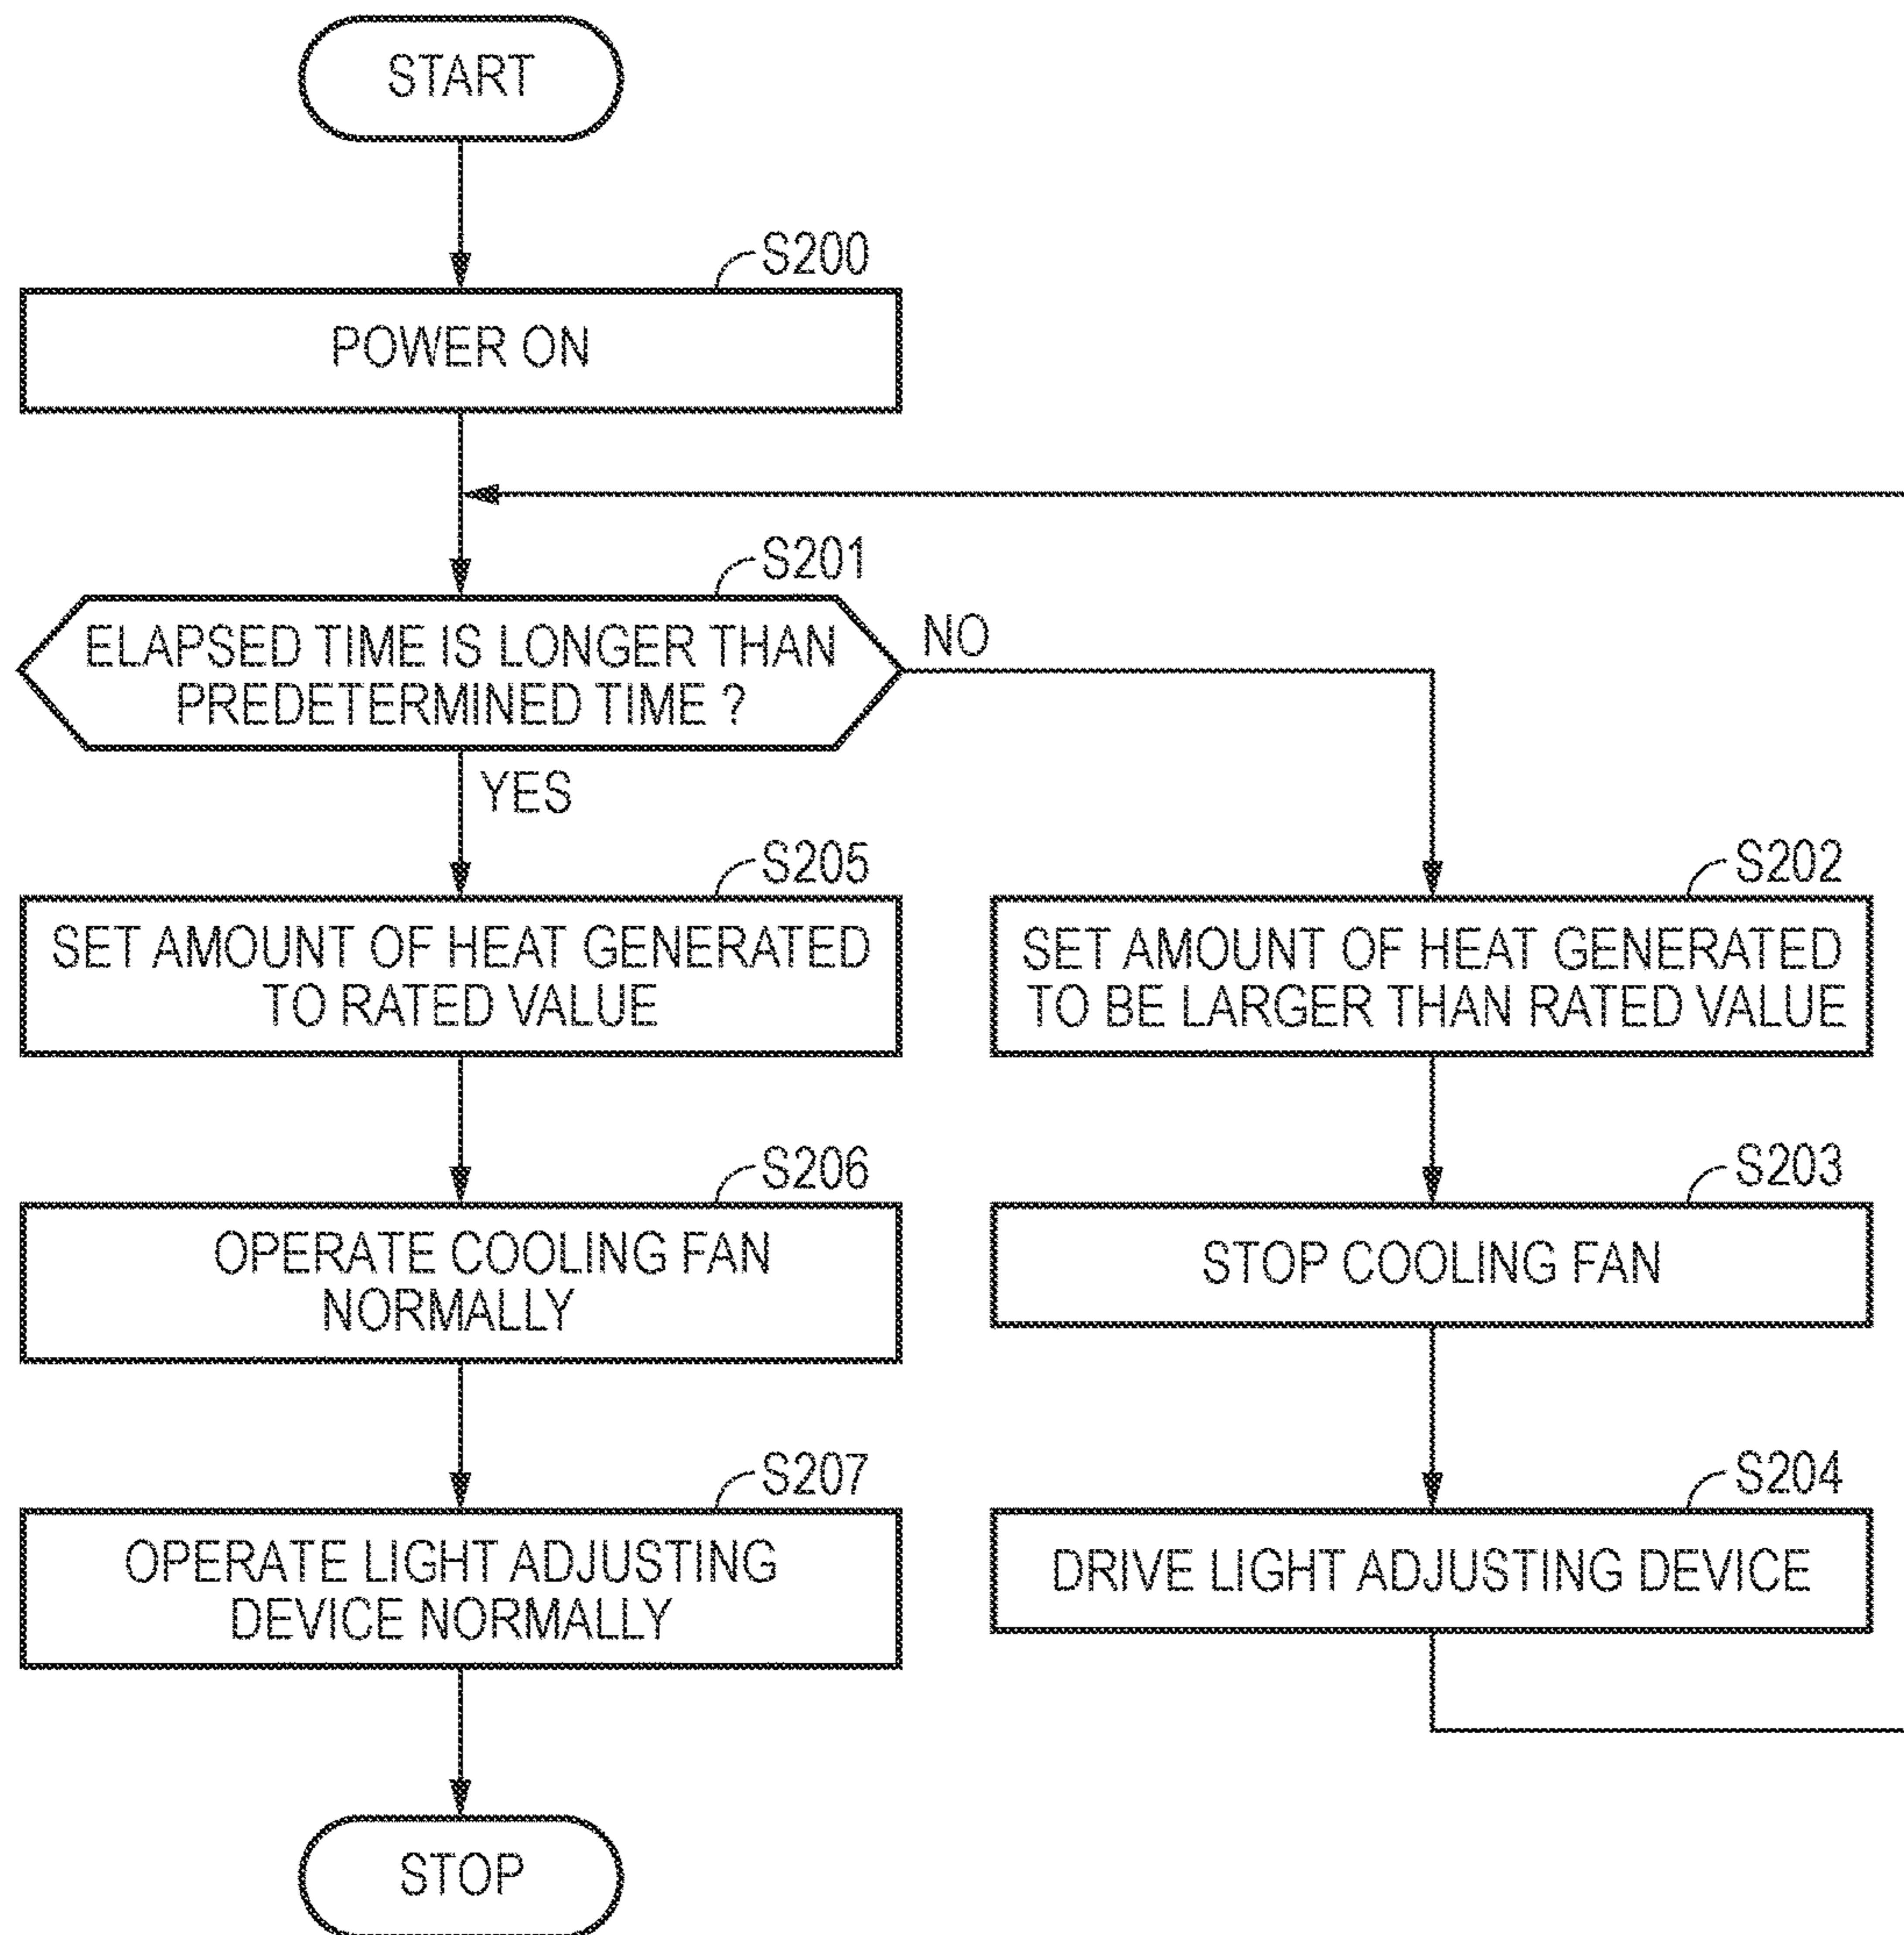 START
S200
POWER ON
S201
ELAPSED TIME IS LONGER THAN
PREDETERMINED TIME ?
NO
YES
S205
SET AMOUNT OF HEAT GENERATED
TO RATED VALUE
S202
SET AMOUNT OF HEAT GENERATED
TO BE LARGER THAN RATED VALUE
S206
OPERATE COOLING FAN
NORMALLY
S203
STOP COOLING FAN
S207
OPERATE LIGHT ADJUSTING
DEVICE NORMALLY
S204
DRIVE LIGHT ADJUSTING DEVICE
STOP